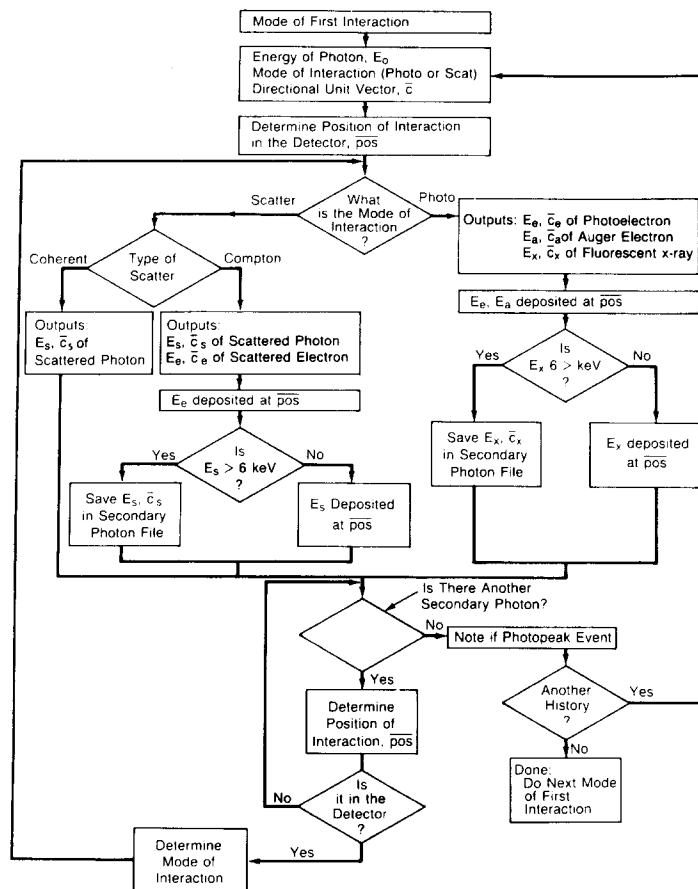 Mode of First Interaction
Energy of Photon, E₀
Mode of Interaction (Photo or Scat)
Directional Unit Vector, c̄
Determine Position of Interaction
in the Detector, p̅o̅s̅
Scatter
What
is the Mode of
Interaction
?
Photo
Outputs: Eₑ, c̄ₑ of Photoelectron
Eₐ, c̄ₐ of Auger Electron
Eₓ, c̄ₓ of Fluorescent x-ray
Coherent
Type of
Scatter
Compton
Eₑ, Eₐ deposited at p̅o̅s̅
Outputs:
Eₛ, c̄ₛ of
Scattered Photon
Outputs:
Eₛ, c̄ₛ of Scattered Photon
Eₑ, c̄ₑ of Scattered Electron
Yes
Is
Eₓ 6 > keV
?
No
Eₑ deposited at p̅o̅s̅
Save Eₓ, c̄ₓ
in Secondary
Photon File
Eₓ deposited
at p̅o̅s̅
Yes
Is
Eₛ > 6 keV
?
No
Save Eₛ, c̄ₛ
in Secondary
Photon File
Eₛ Deposited
at p̅o̅s̅
Is There Another
Secondary Photon?
No
Note if Photopeak Event
Yes
Determine
Position of
Interaction, p̅o̅s̅
Another
History
?
Yes
No
Done:
Do Next Mode
of First
Interaction
No
Is
it in the
Detector
?
Yes
Determine
Mode of
Interaction